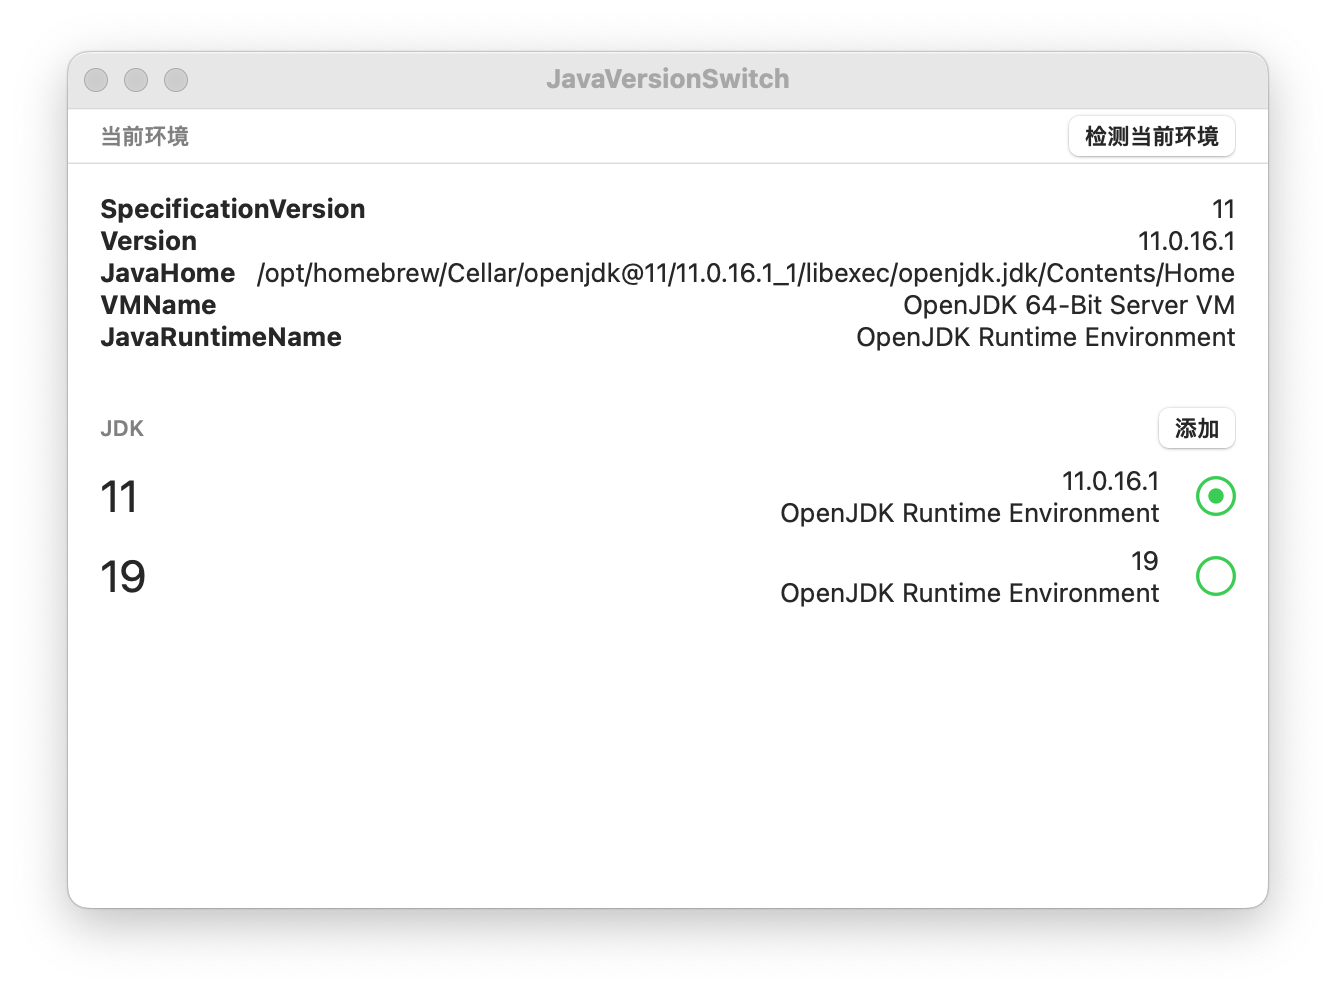 JavaVersionSwitch
当前环境 检测当前环境
SpecificationVersion 11
Version 11.0.16.1
JavaHome /opt/homebrew/Cellar/openjdk@11/11.0.16.1_1/libexec/openjdk.jdk/Contents/Home
VMName OpenJDK 64-Bit Server VM
JavaRuntimeName OpenJDK Runtime Environment
JDK 添加
11
11.0.16.1
OpenJDK Runtime Environment
19
19
OpenJDK Runtime Environment